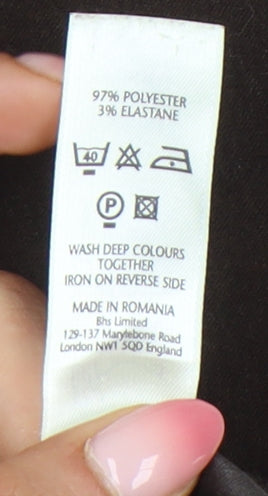 97% POLYESTER
3% ELASTANE
40
P
WASH DEEP COLOURS
TOGETHER
IRON ON REVERSE SIDE
MADE IN ROMANIA
Bhs Limited
129-137 Marylebone Road
London NW1 5QD England